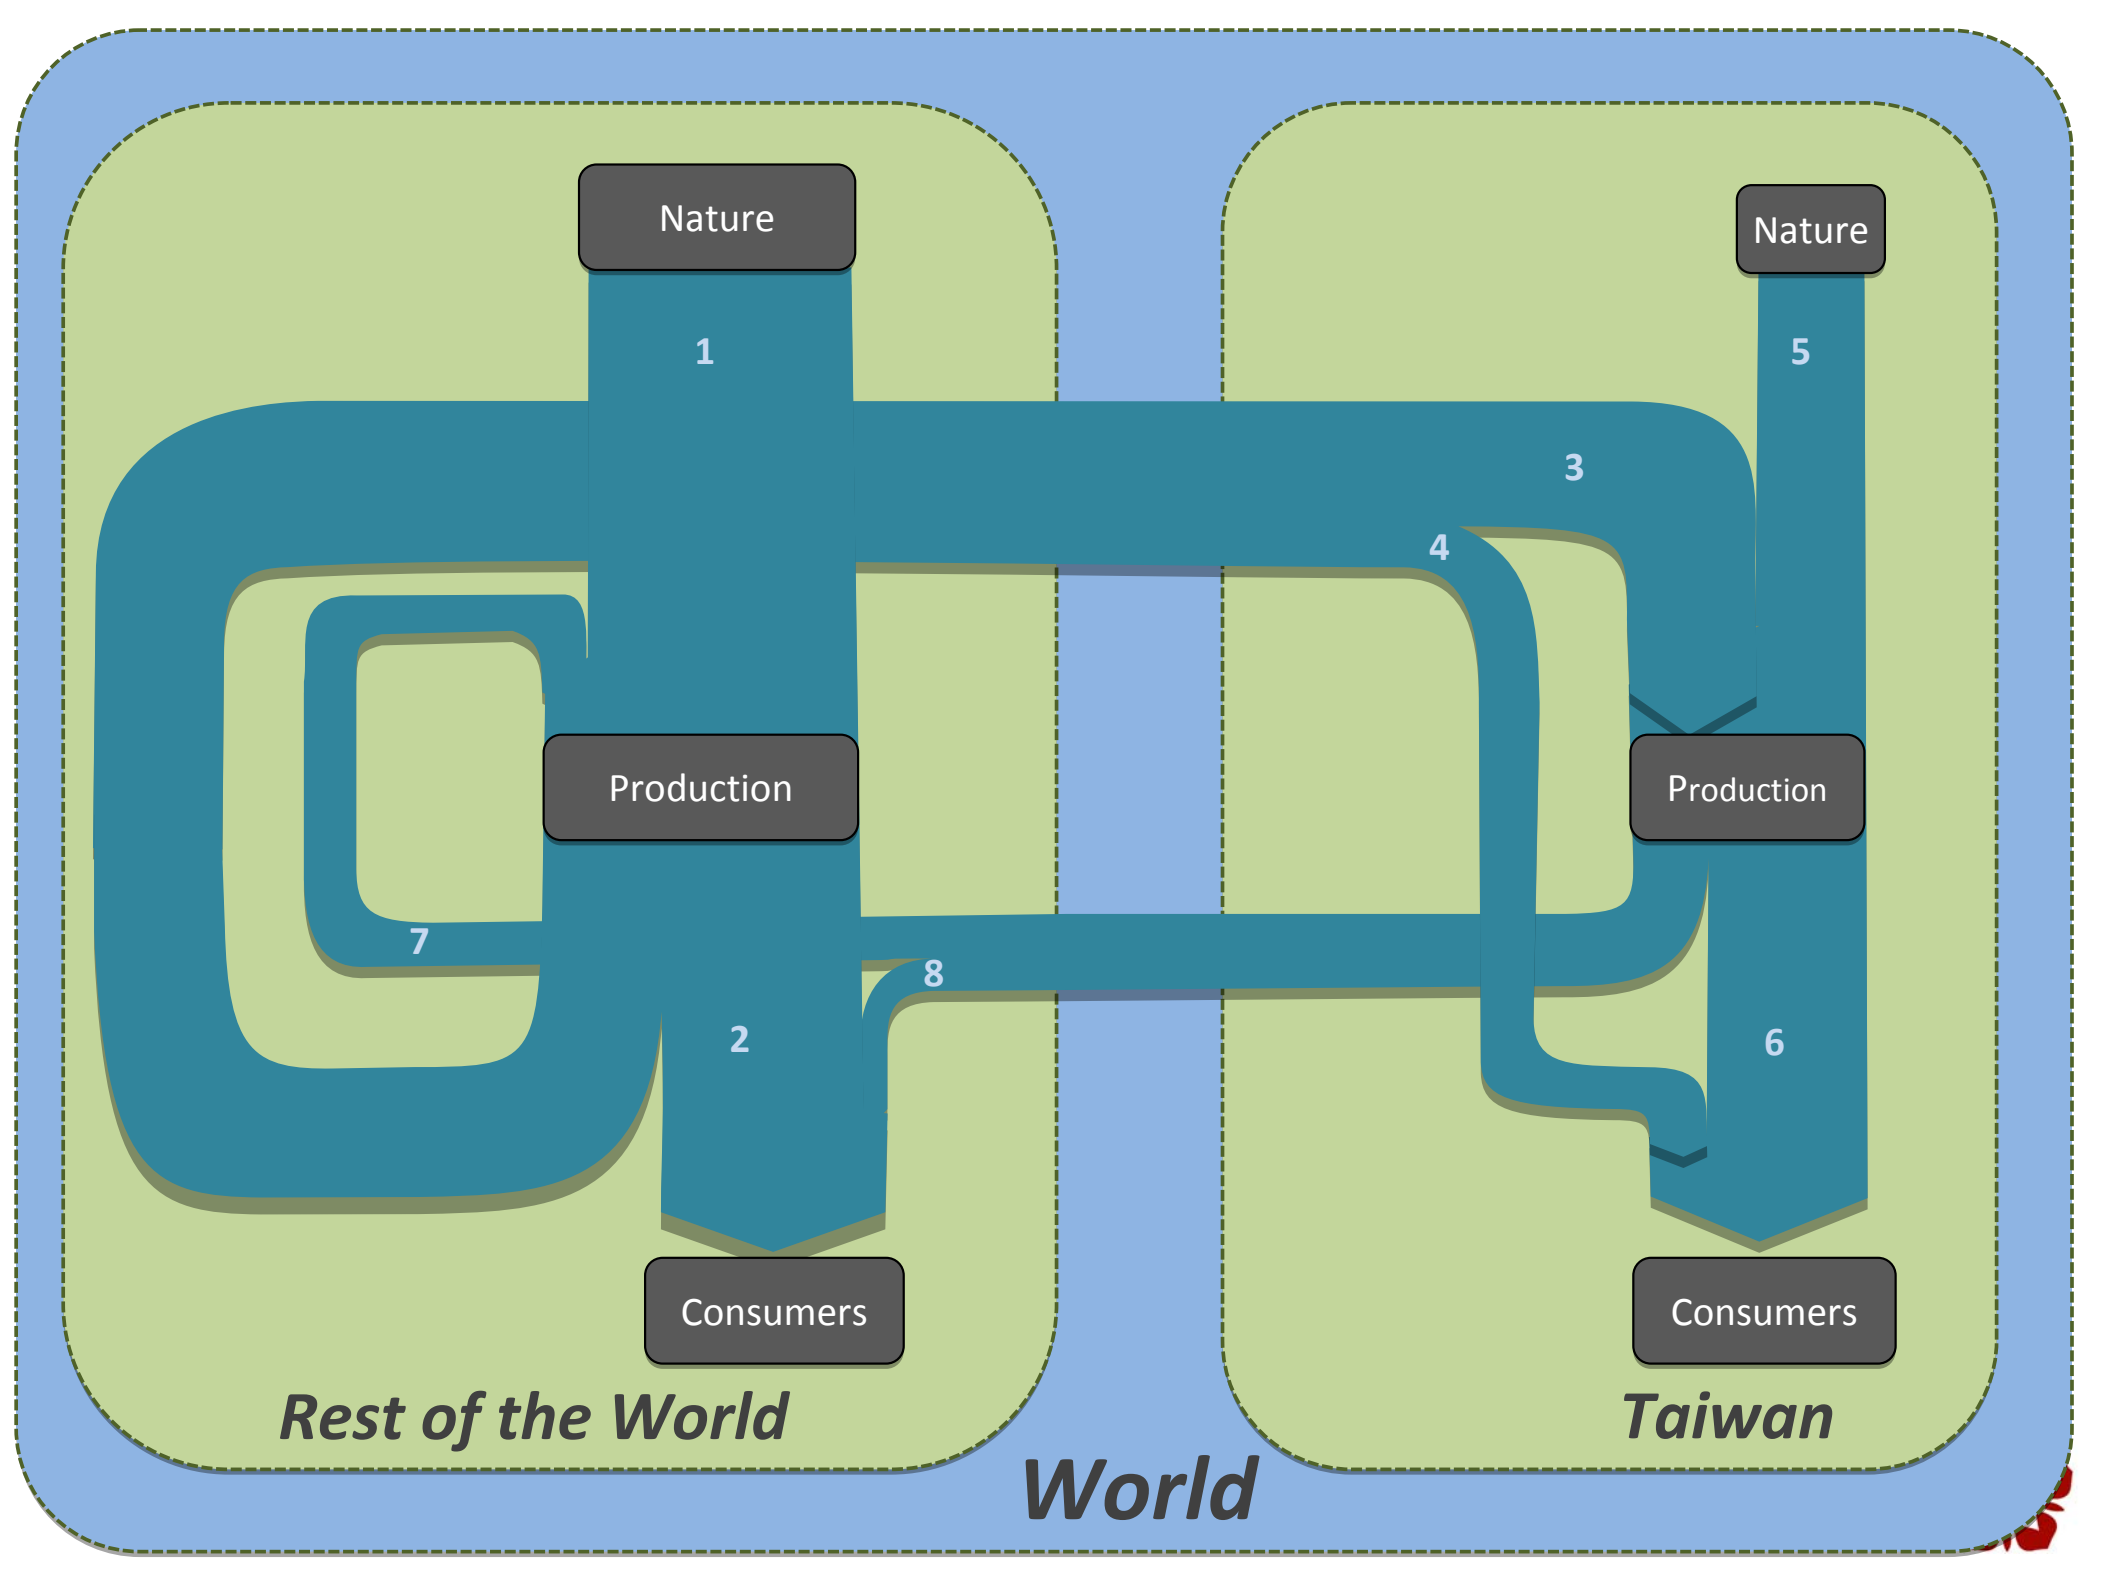 Nature
Nature
1
5
3
4
Production
Production
7
8
2
6
Consumers
Consumers
Rest of the World
Taiwan
World